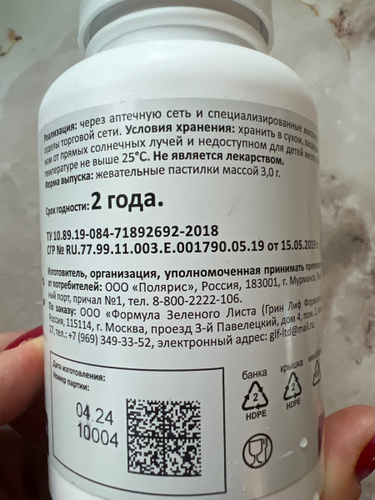 Реализация: через аптечную сеть и специализированные
отделы торговой сети. Условия хранения: хранить в сухом,
ном от прямых солнечных лучей и недоступном для детей
температуре не выше 25°С. Не является лекарством.
Форма выпуска: жевательные пастилки массой 3,0 г.
Срок годности: 2 года.
ТУ 10.89.19-084-71892692-2018
СГР № RU.77.99.11.003.E.001790.05.19 от 15.05.2019
Изготовитель, организация, уполномоченная принимать
от потребителей: ООО «Полярис», Россия, 183001, г. Мурманск,
ный порт, причал №1, тел. 8-800-2222-106.
По заказу: ООО «Формула Зеленого Листа (Грин Лиф
Россия, 115114, г. Москва, проезд 3-й Павелецкий, дом 4,
27, тел.: +7 (969) 349-33-52, электронный адрес: glf-ltd@mail.ru
Дата изготовления:
Номер партии:
04 24
10004
банка
крышка
2
HDPE
2
HDPE